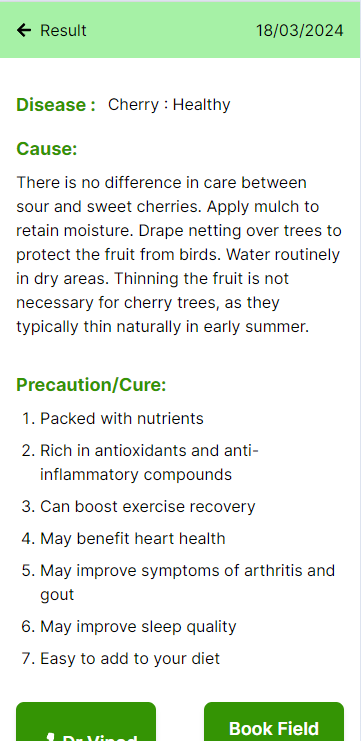 Result 18/03/2024
Disease : Cherry : Healthy
Cause:
There is no difference in care between
sour and sweet cherries. Apply mulch to
retain moisture. Drape netting over trees to
protect the fruit from birds. Water routinely
in dry areas. Thinning the fruit is not
necessary for cherry trees, as they
typically thin naturally in early summer.
Precaution/Cure:
1. Packed with nutrients
2. Rich in antioxidants and anti-
inflammatory compounds
3. Can boost exercise recovery
4. May benefit heart health
5. May improve symptoms of arthritis and
gout
6. May improve sleep quality
7. Easy to add to your diet
Book Field
Dr Vinod